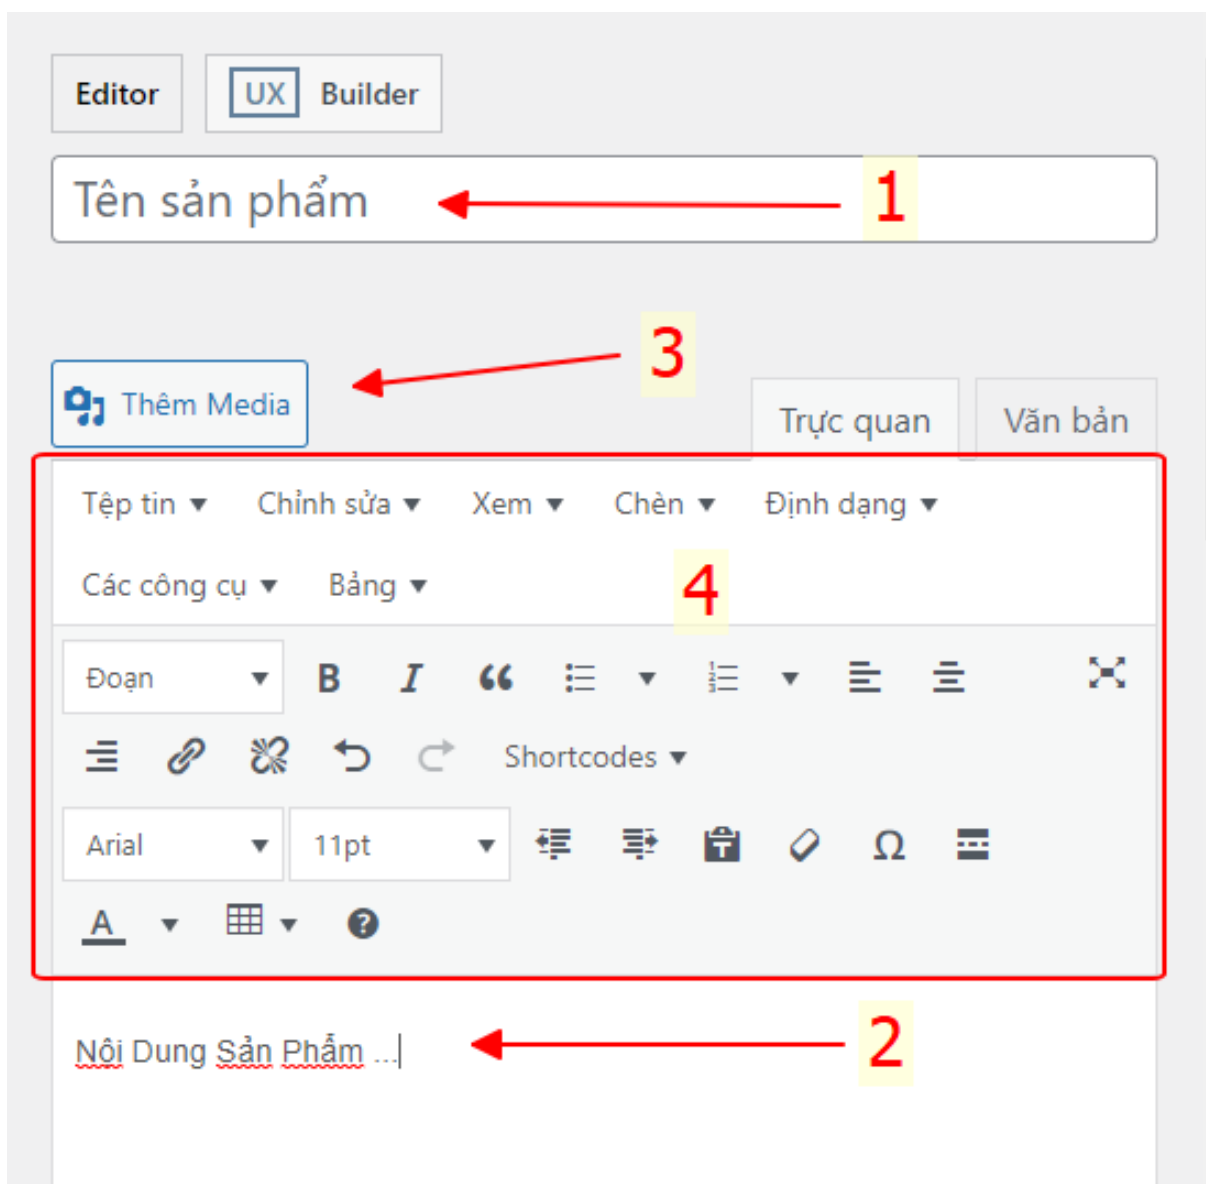 Editor UX Builder
Tên sản phẩm 1
3
Thêm Media
Trực quan Văn bản
Tệp tin Chỉnh sửa Xem Chèn Định dạng
Các công cụ Bảng
4
Đoạn B I
Shortcodes
Arial 11pt Ω
A ?
Nội Dung Sản Phẩm ...
2